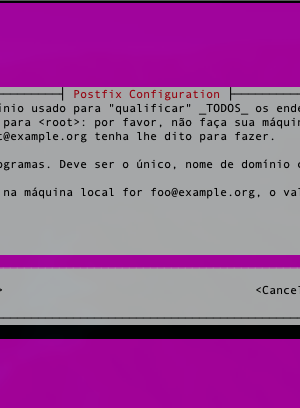 Postfix Configuration
ínio usado para "qualificar" _TODOS_ os ende
para <root>: por favor, não faça sua máquin
t@example.org tenha lhe dito para fazer.
ogramas. Deve ser o único, nome de domínio
na máquina local for foo@example.org, o val
<Cancel